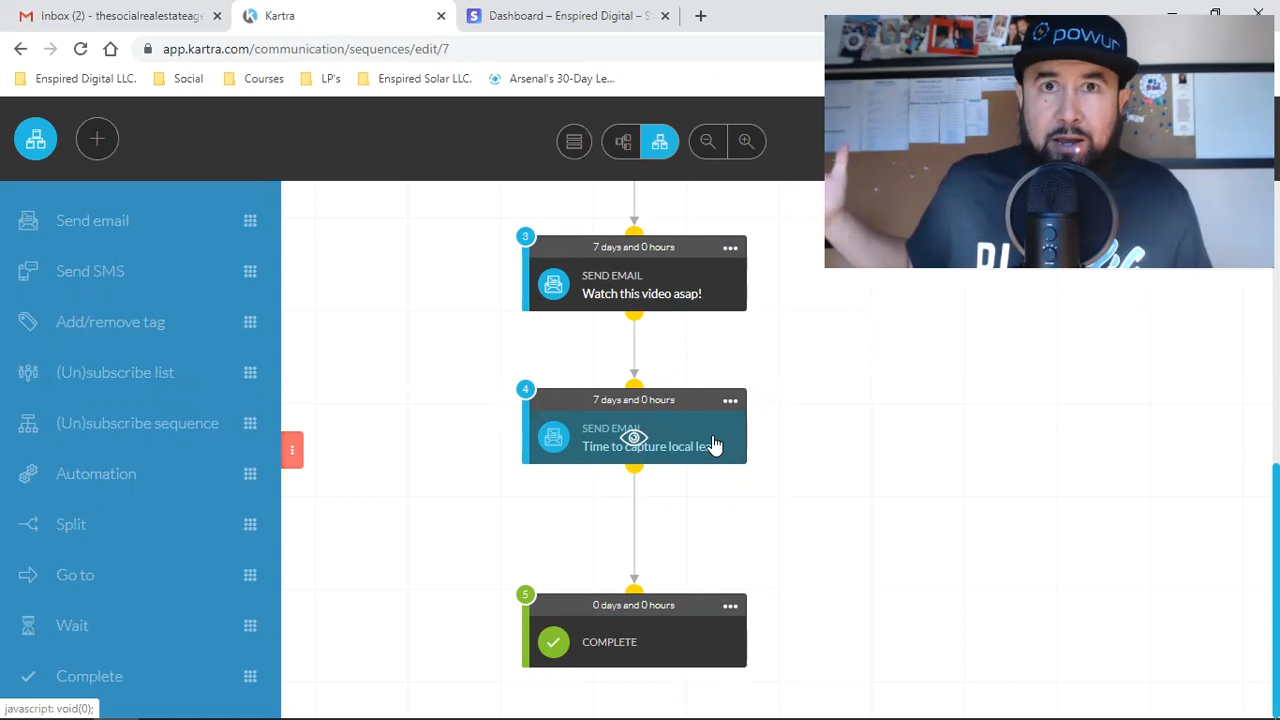 Inbox (2) - thesocialrealestateag
Kartra
Dashboard – Enspired Digital – S
app.kartra.com/communication/sequences/edit/7
Enspired Digital LLC.
Social
Courses
LP's
Enspired Solar LLC.
Arsenal's 30-Day Le...
powur
Send email
Send SMS
Add/remove tag
(Un)subscribe list
(Un)subscribe sequence
Automation
Split
Go to
Wait
Complete
javascript: void(0);
3
7 days and 0 hours
SEND EMAIL
Watch this video asap!
4
7 days and 0 hours
SEND EMAIL
Time to capture local lea
5
0 days and 0 hours
COMPLETE